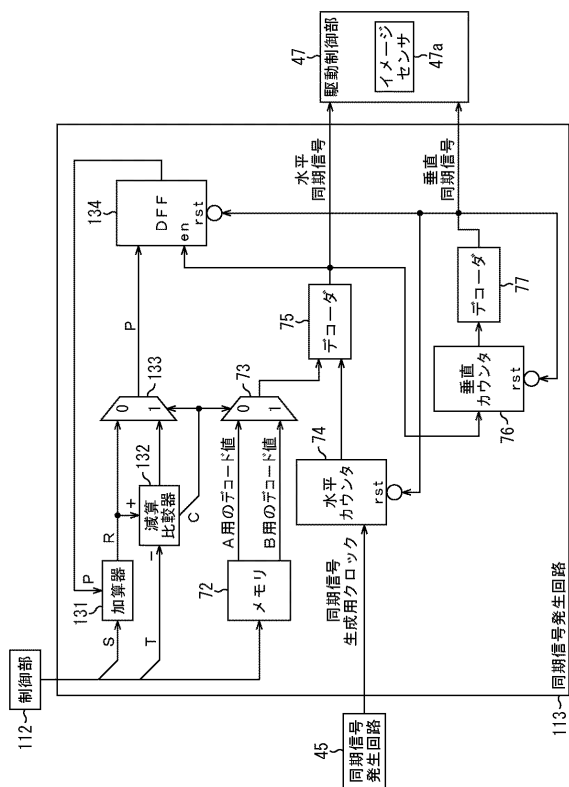 112
制御部
S
T
131
加算器
P
R
+
−
132
減算
比較器
C
133
0
1
P
134
DFF
en
rst
72
メモリ
A用のデコード値
B用のデコード値
73
0
1
75
デコーダ
水平
同期信号
45
同期信号
発生回路
同期信号
生成用クロック
74
水平
カウンタ
rst
76
垂直
カウンタ
rst
77
デコーダ
垂直
同期信号
47
駆動制御部
イメージ
センサ
47a
113
同期信号発生回路